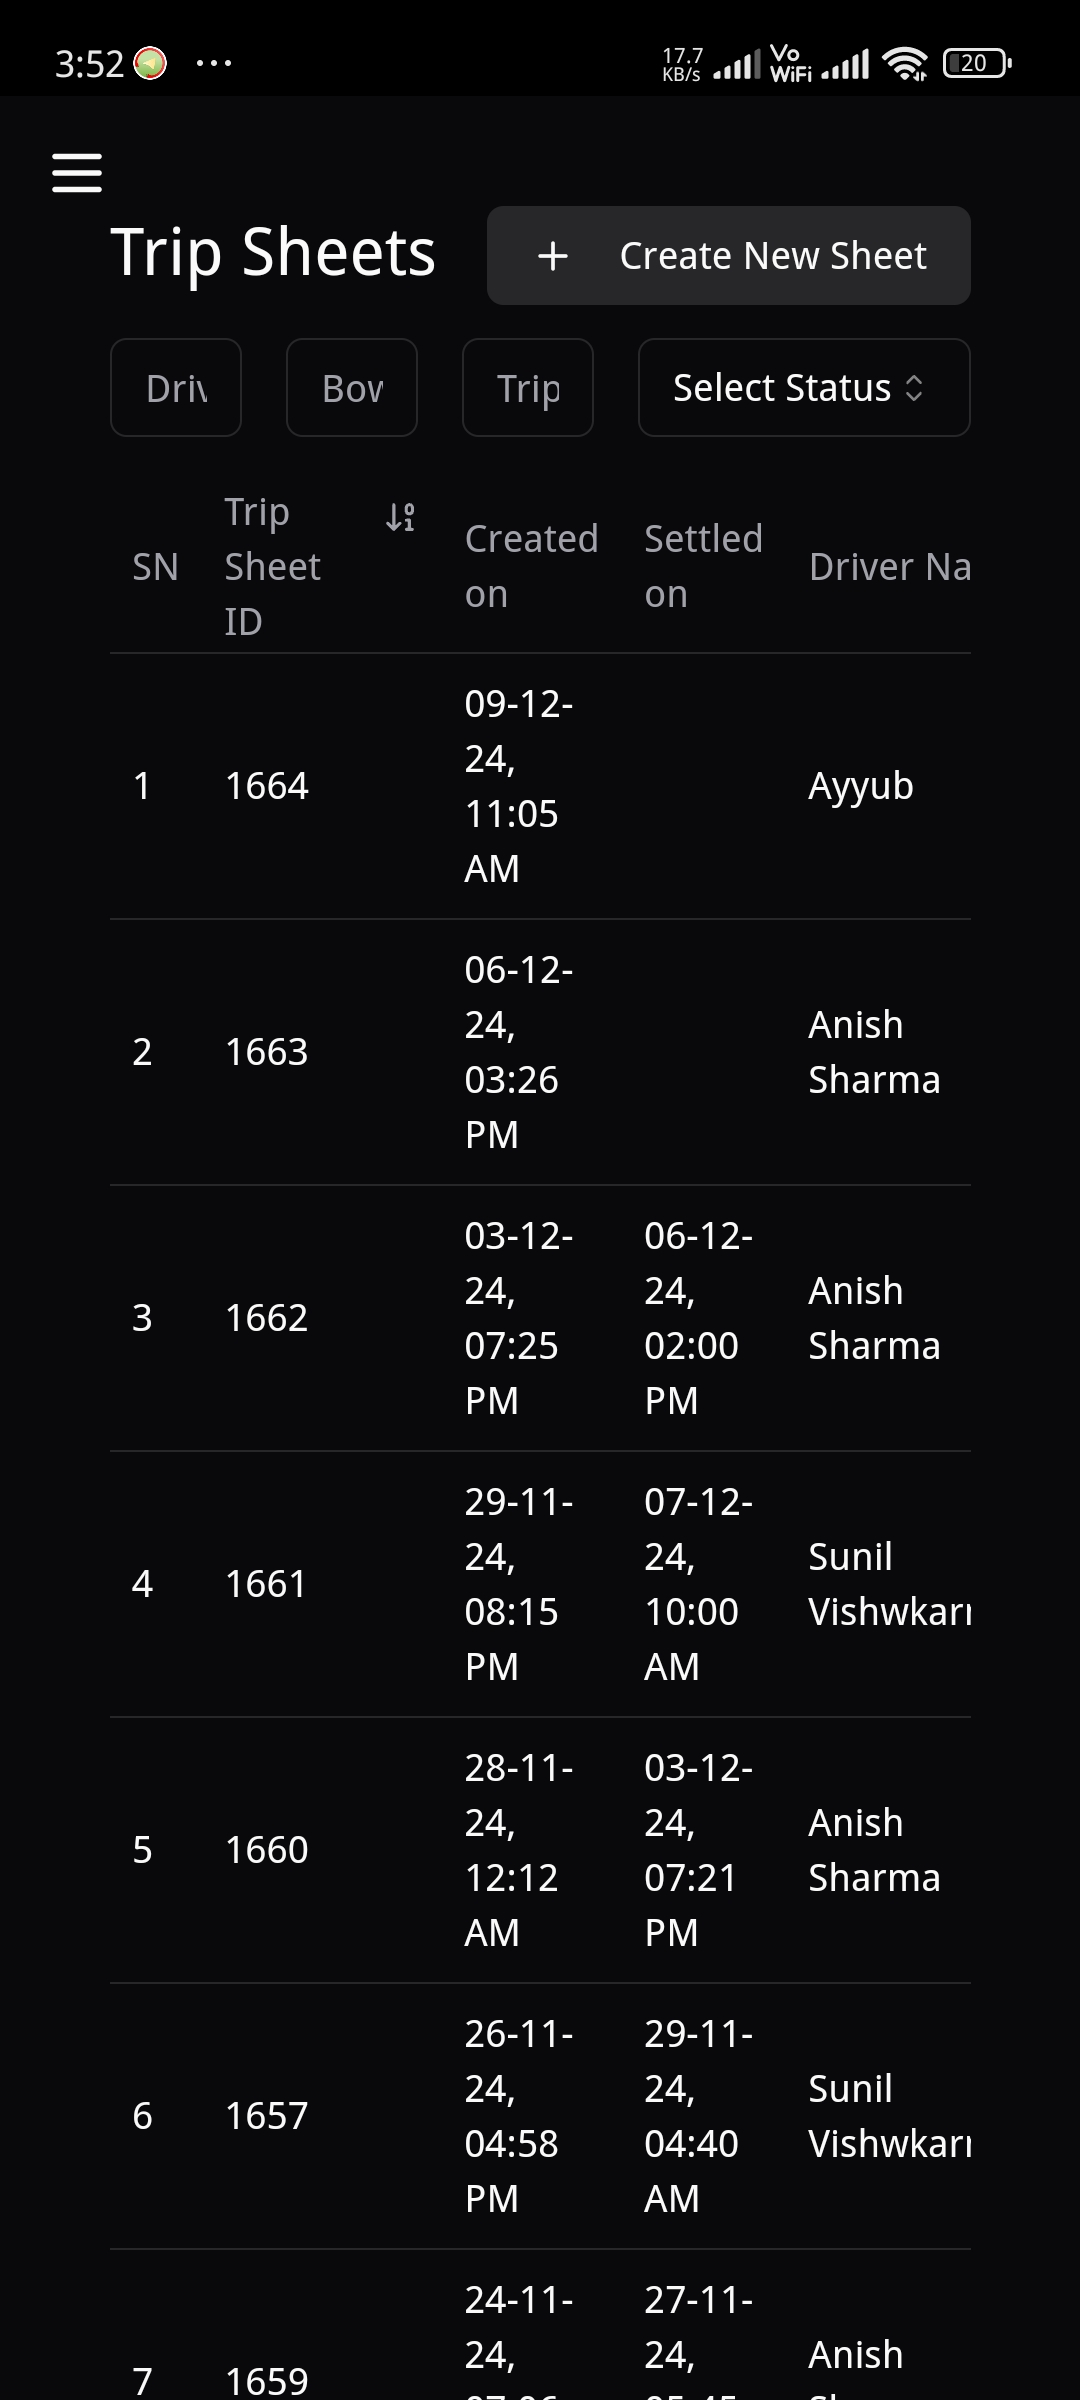 3:52
17.7
KB/s
Vo
WiFi
20
Trip Sheets
Create New Sheet
Driv
Bow
Trip
Select Status
SN
Trip
Sheet
ID
Created
on
Settled
on
Driver Na
1
1664
09-12-
24,
11:05
AM
Ayyub
2
1663
06-12-
24,
03:26
PM
Anish
Sharma
3
1662
03-12-
24,
07:25
PM
06-12-
24,
02:00
PM
Anish
Sharma
4
1661
29-11-
24,
08:15
PM
07-12-
24,
10:00
AM
Sunil
Vishwkarr
5
1660
28-11-
24,
12:12
AM
03-12-
24,
07:21
PM
Anish
Sharma
6
1657
26-11-
24,
04:58
PM
29-11-
24,
04:40
AM
Sunil
Vishwkarr
7
1659
24-11-
24,
27-11-
24,
Anish